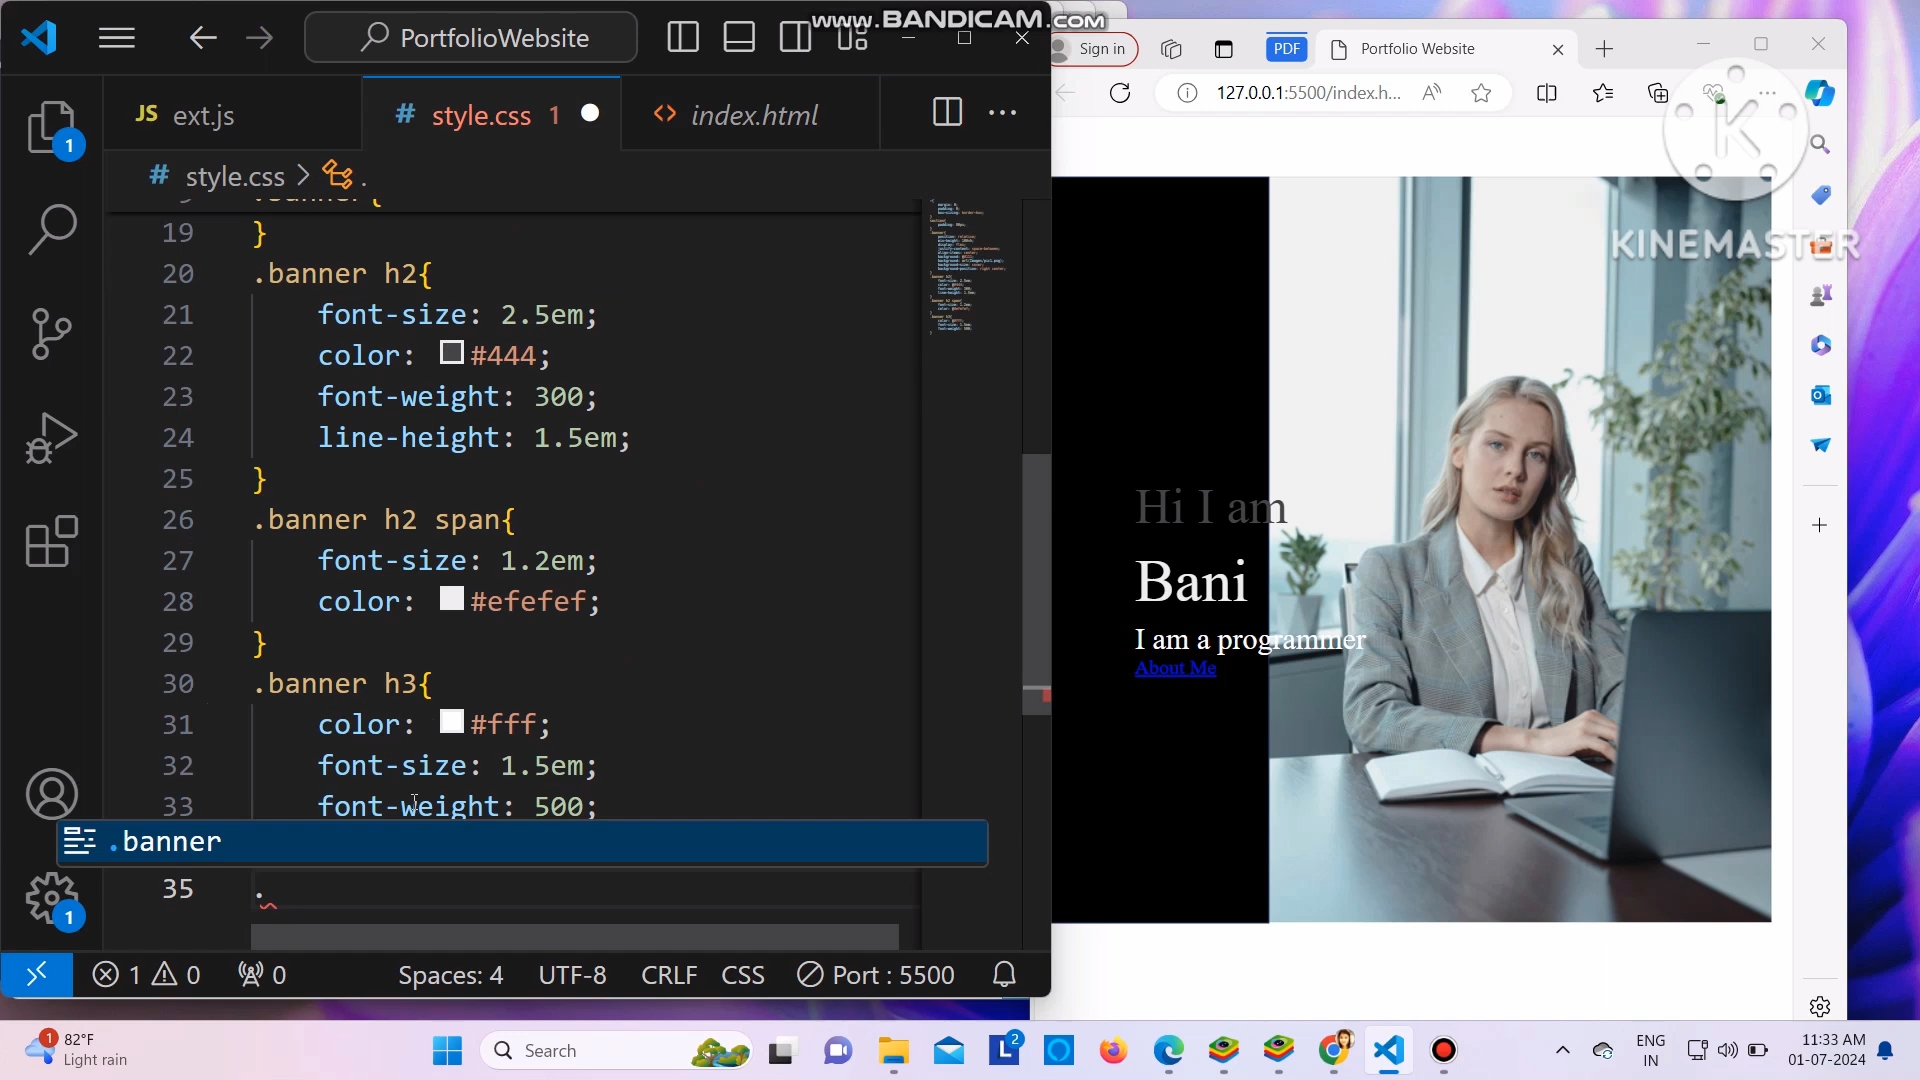 www.BANDICAM.com
PortfolioWebsite
JS ext.js
# style.css 1
<> index.html
# style.css > .
19 }
20 .banner h2{
21 font-size: 2.5em;
22 color: #444;
23 font-weight: 300;
24 line-height: 1.5em;
25 }
26 .banner h2 span{
27 font-size: 1.2em;
28 color: #efefef;
29 }
30 .banner h3{
31 color: #fff;
32 font-size: 1.5em;
33 font-weight: 500;
.banner
35 .
1
1
1 0 0 Spaces: 4 UTF-8 CRLF CSS Port : 5500
Sign in PDF Portfolio Website
127.0.0.1:5500/index.h...
K
KINEMASTER
Hi I am
Bani
I am a programmer
About Me
1 82°F
Light rain
Search
L 2
ENG
IN
11:33 AM
01-07-2024